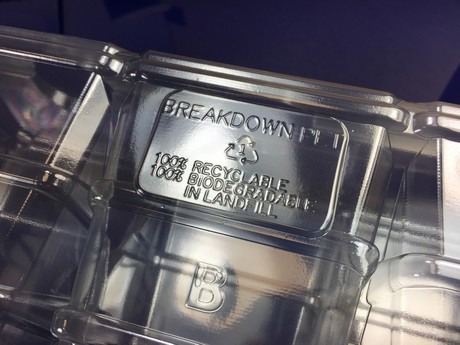 BREAKDOWN PET
100% RECYCLABLE
100% BIODEGRADABLE
IN LANDFILL
B